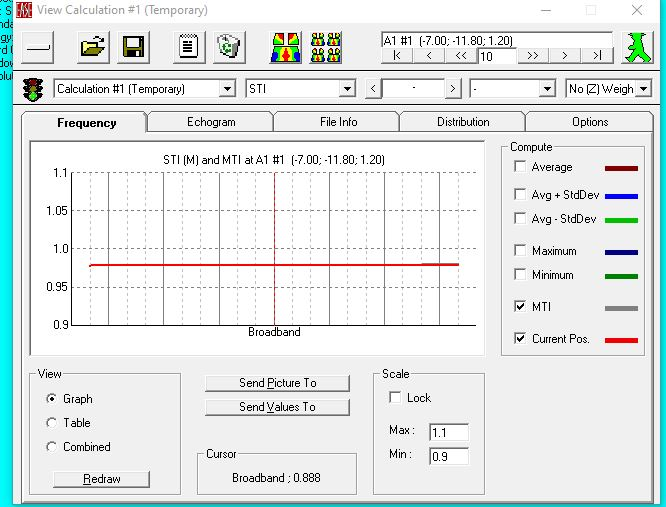 EASE
View Calculation #1 (Temporary)
A1 #1 (-7.00; -11.80; 1.20)
|< < << 10 >> > >|
Calculation #1 (Temporary) STI < - > - No (Z) Weigh
Frequency Echogram File Info Distribution Options
STI (M) and MTI at A1 #1 (-7.00; -11.80; 1.20)
1.1
1.05
1.0
0.95
0.9
Broadband
Compute
Average
Avg + StdDev
Avg - StdDev
Maximum
Minimum
MTI
Current Pos.
View
Graph
Table
Combined
Redraw
Send Picture To
Send Values To
Cursor
Broadband ; 0.888
Scale
Lock
Max : 1.1
Min : 0.9